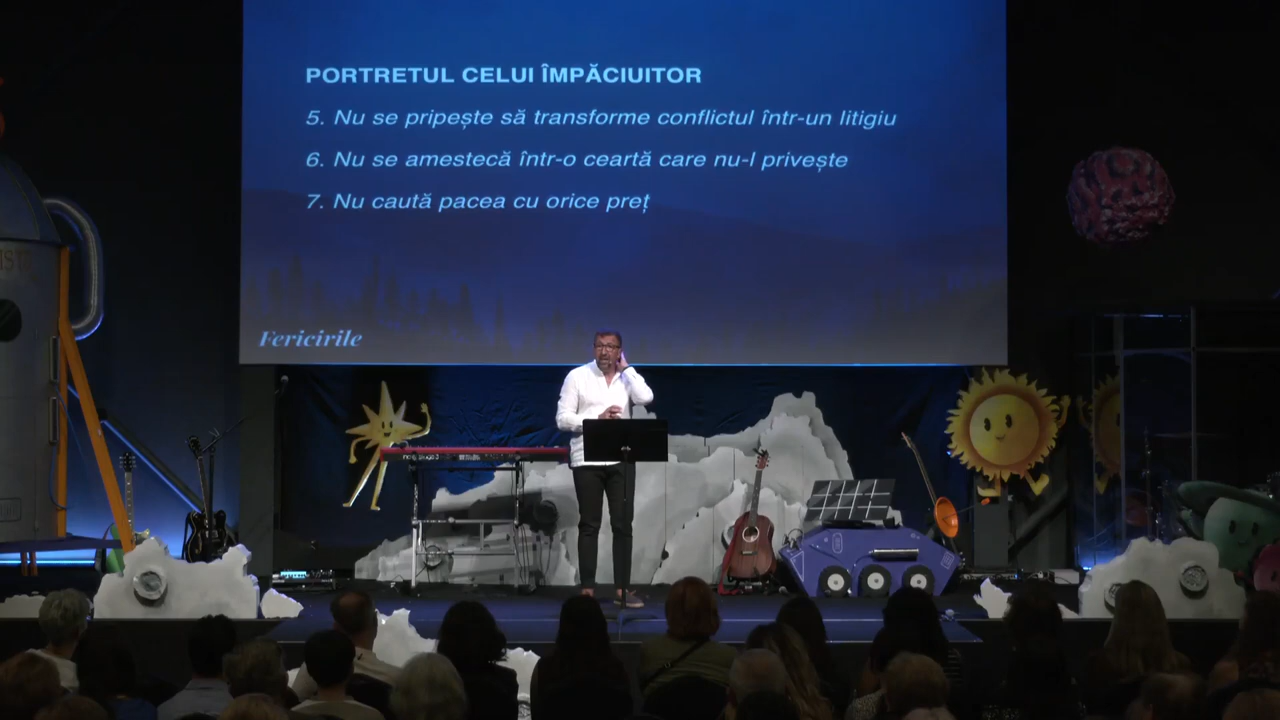 PORTRETUL CELUI ÎMPĂCIUITOR
5. Nu se pripește să transforme conflictul într-un litigiu
6. Nu se amestecă într-o ceartă care nu-l privește
7. Nu caută pacea cu orice preț
Fericirile